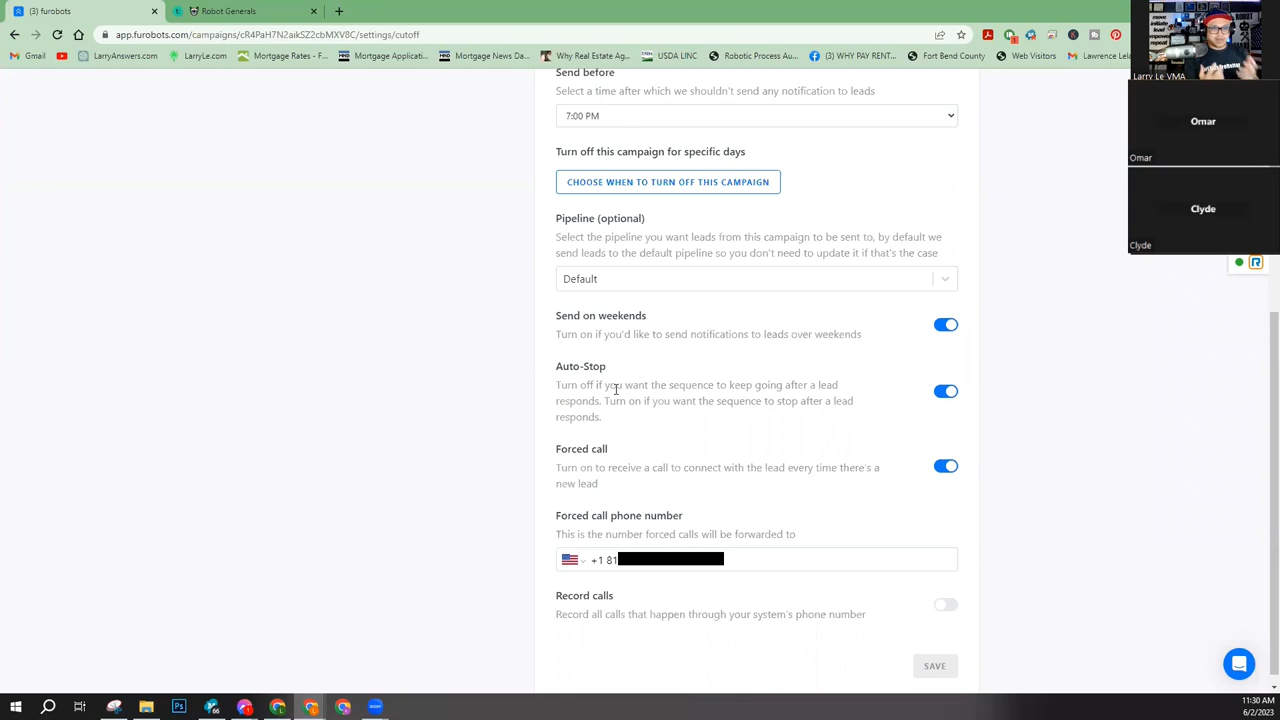 furobots
Robot Generals
app.furobots.com/campaigns/cR4PaH7N2aikSZ2cbMXV8C/settings/cutoff
Gmail
YouTube
LarryAnswers.com
LarryLe.com
Mortgage Rates – F...
Mortgage Applicati...
Mortgage News Da...
Why Real Estate Ag...
USDA LINC
Robotic Process Au...
(3) WHY PAY RENT...
Fort Bend County
Web Visitors
Lawrence Lela
move
initiate
lead
repeat
Larry Le VMA
Omar
Omar
Clyde
Clyde
Send before
Select a time after which we shouldn't send any notification to leads
7:00 PM
Turn off this campaign for specific days
CHOOSE WHEN TO TURN OFF THIS CAMPAIGN
Pipeline (optional)
Select the pipeline you want leads from this campaign to be sent to, by default we
send leads to the default pipeline so you don't need to update it if that's the case
Default
Send on weekends
Turn on if you'd like to send notifications to leads over weekends
Auto-Stop
Turn off if you want the sequence to keep going after a lead
responds. Turn on if you want the sequence to stop after a lead
responds.
Forced call
Turn on to receive a call to connect with the lead every time there's a
new lead
Forced call phone number
This is the number forced calls will be forwarded to
+1 81
Record calls
Record all calls that happen through your system's phone number
SAVE
11:30 AM
6/2/2023